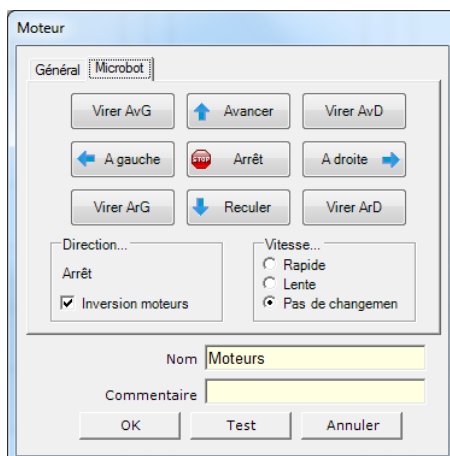 Moteur
Général Microbot
Virer AvG Avancer Virer AvD
A gauche STOP Arrêt A droite
Virer ArG Reculer Virer ArD
Direction... Vitesse...
Arrêt Rapide
Lente
Inversion moteurs Pas de changemen
Nom Moteurs
Commentaire
OK Test Annuler